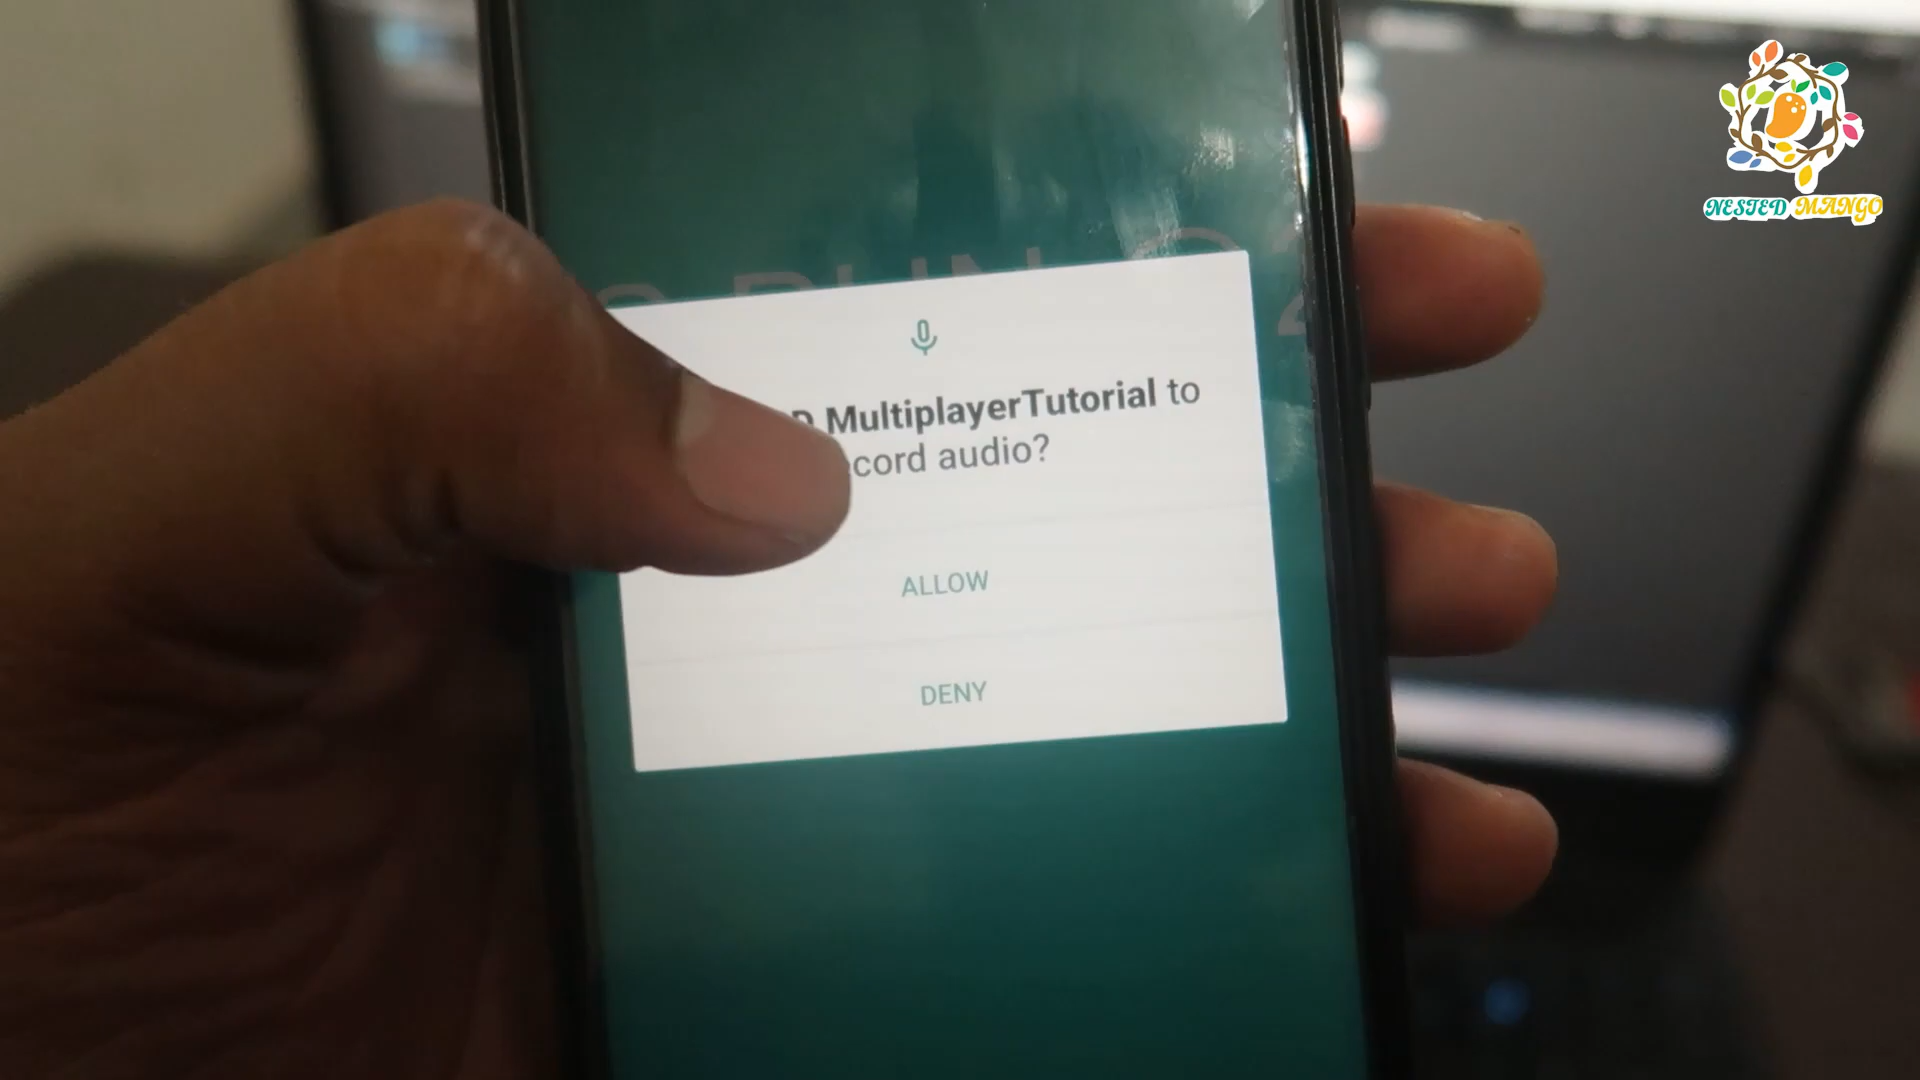 NESTED MANGO
MultiplayerTutorial to
cord audio?
ALLOW
DENY